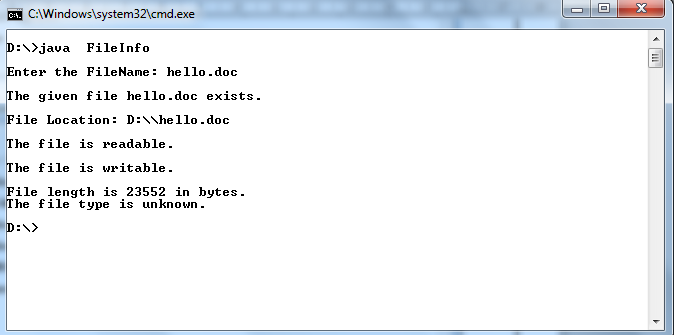 C:\Windows\system32\cmd.exe
D:\>java  FileInfo
Enter the FileName: hello.doc
The given file hello.doc exists.
File Location: D:\\hello.doc
The file is readable.
The file is writable.
File length is 23552 in bytes.
The file type is unknown.
D:\>